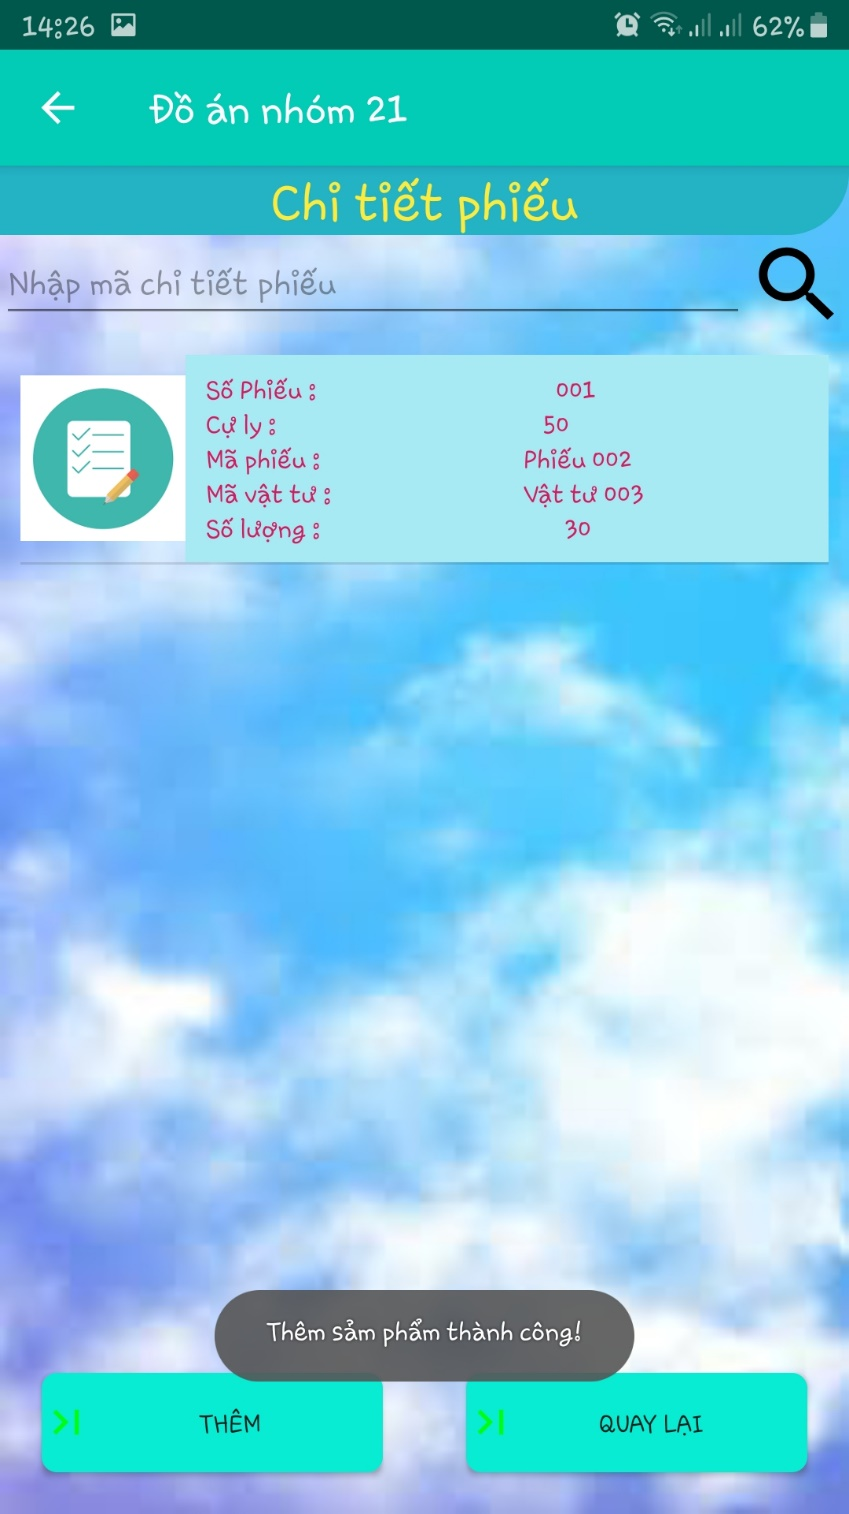 14:26 62%
Đồ án nhóm 21
Chi tiết phiếu
Nhập mã chi tiết phiếu
Số Phiếu : 001
Cự ly : 50
Mã phiếu : Phiếu 002
Mã vật tư : Vật tư 003
Số lượng : 30
Thêm sảm phẩm thành công!
THÊM QUAY LẠI